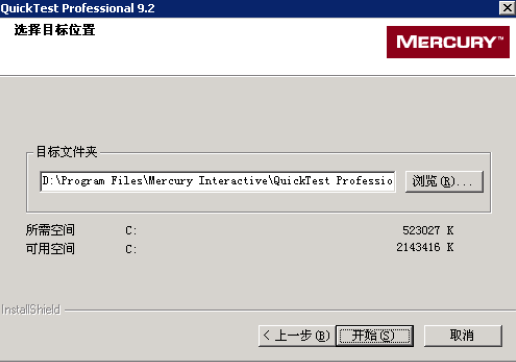 QuickTest Professional 9.2
选择目标位置
MERCURY™
目标文件夹
D:\Program Files\Mercury Interactive\QuickTest Professio
浏览(R)...
所需空间 C: 523027 K
可用空间 C: 2143416 K
InstallShield
< 上一步(B) 开始(S) 取消